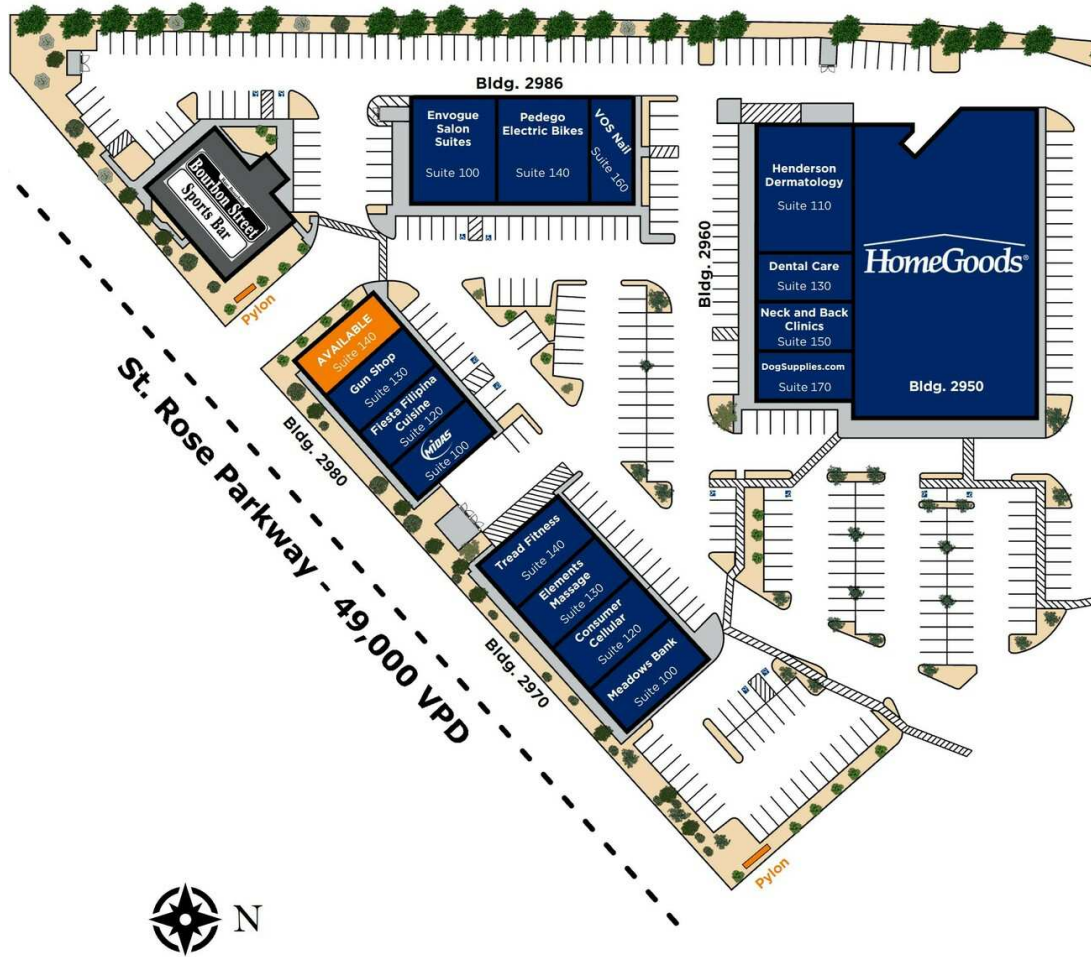 Bldg. 2986
Envogue
Salon
Suites
Suite 100
Pedego
Electric Bikes
Suite 140
VOS Nail
Suite 160
Bourbon Street
Sports Bar
Pylon
Henderson
Dermatology
Suite 110
Dental Care
Suite 130
Neck and Back
Clinics
Suite 150
DogSupplies.com
Suite 170
Bldg. 2960
HomeGoods®
Bldg. 2950
AVAILABLE
Suite 140
Gun Shop
Suite 130
Fiesta Filipina
Cuisine
Suite 120
MIDAS
Suite 100
Bldg. 2980
Tread Fitness
Suite 140
Elements
Massage
Suite 130
Consumer
Cellular
Suite 120
Meadows Bank
Suite 100
Bldg. 2970
St. Rose Parkway - 49,000 VPD
Pylon
N